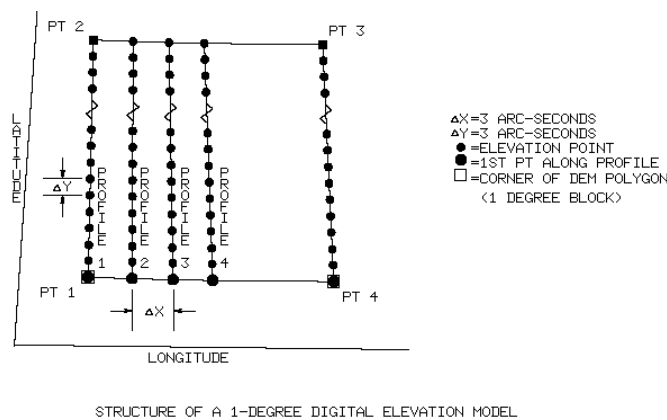 PT 2
PT 3
LATITUDE
ΔY
PROFILE
PROFILE
PROFILE
PROFILE
1
2
3
4
PT 1
PT 4
ΔX
LONGITUDE
ΔX=3 ARC-SECONDS
ΔY=3 ARC-SECONDS
=ELEVATION POINT
=1ST PT ALONG PROFILE
=CORNER OF DEM POLYGON
(1 DEGREE BLOCK)
STRUCTURE OF A 1-DEGREE DIGITAL ELEVATION MODEL